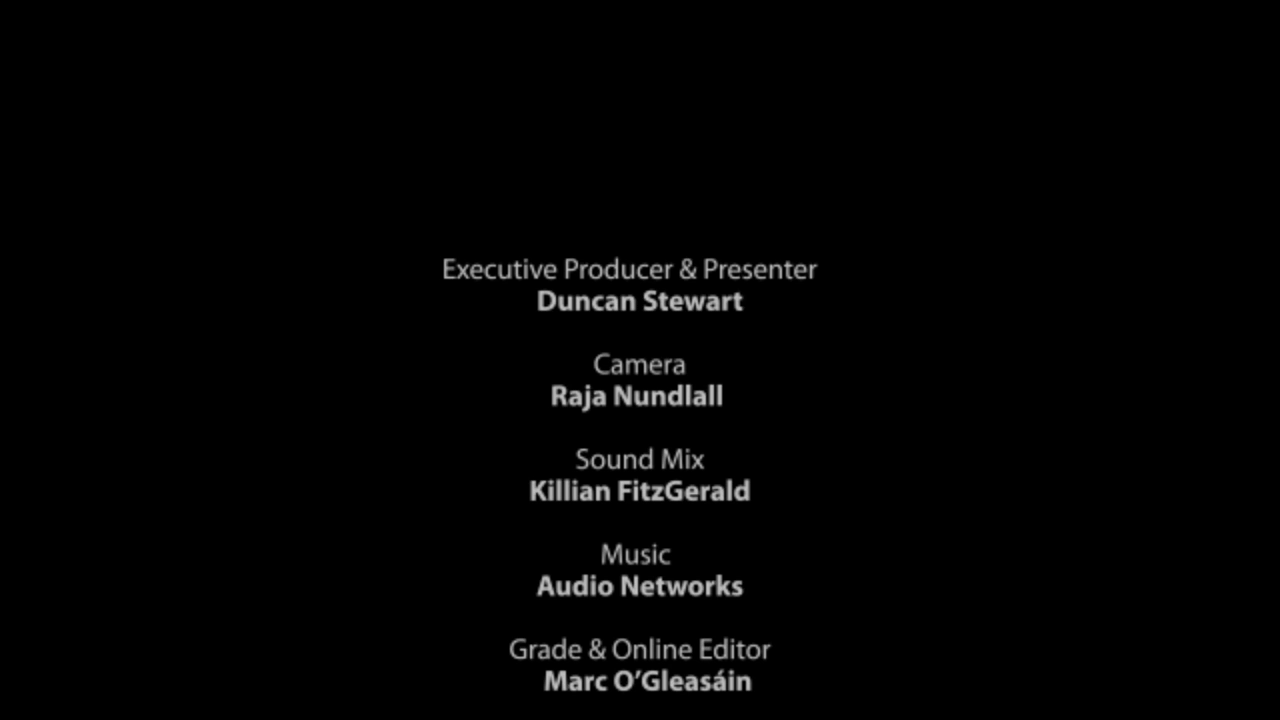 Executive Producer & Presenter
Duncan Stewart
Camera
Raja Nundlall
Sound Mix
Killian FitzGerald
Music
Audio Networks
Grade & Online Editor
Marc O’Gleasáin